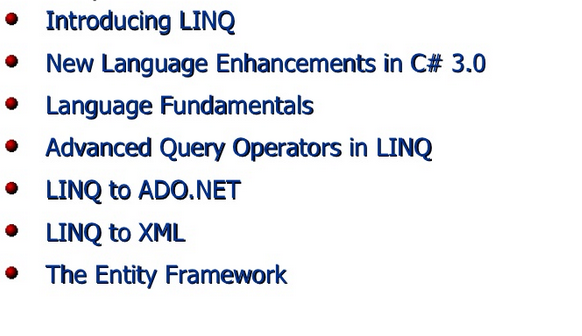 Introducing LINQ
New Language Enhancements in C# 3.0
Language Fundamentals
Advanced Query Operators in LINQ
LINQ to ADO.NET
LINQ to XML
The Entity Framework